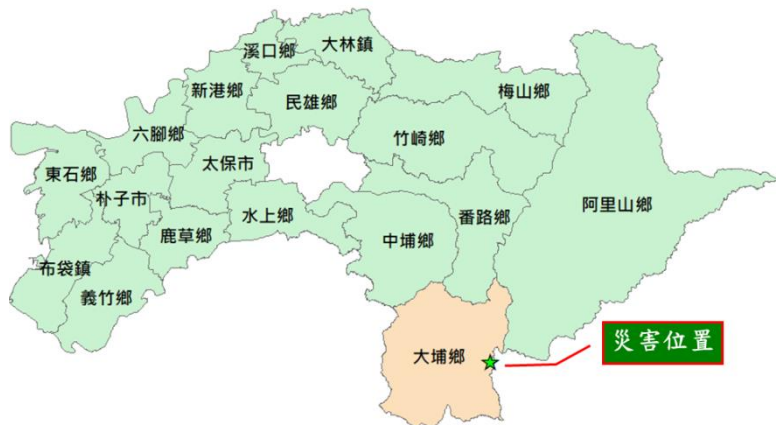 溪口鄉
大林鎮
新港鄉
民雄鄉
梅山鄉
六腳鄉
竹崎鄉
東石鄉
太保市
朴子市
阿里山鄉
水上鄉
番路鄉
鹿草鄉
中埔鄉
布袋鎮
義竹鄉
災害位置
大埔鄉